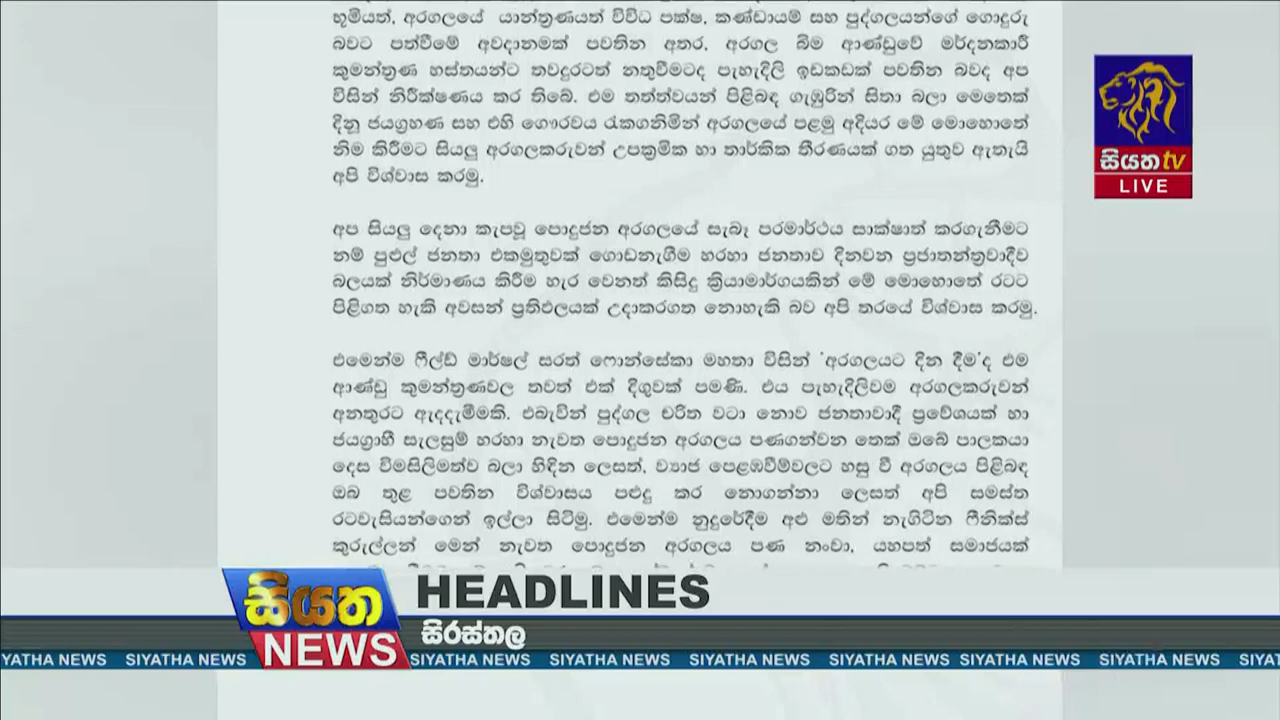 භූමියත්, අරගලයේ යාන්ත්‍රණයත් විවිධ පක්ෂ, කණ්ඩායම් සහ පුද්ගලයන්ගේ ගොදුරු
බවට පත්වීමේ අවදානමක් පවතින අතර, අරගල බිම ආණ්ඩුවේ මර්දනකාරී
කුමන්ත්‍රණ හස්තයන්ට තවදුරටත් නතුවීමටද පැහැදිලි ඉඩකඩක් පවතින බවද අප
විසින් නිරීක්ෂණය කර තිබේ. එම තත්ත්වයන් පිළිබඳ ගැඹුරින් සිතා බලා මෙතෙක්
දිනූ ජයග්‍රහණ සහ එහි ගෞරවය රැකගනිමින් අරගලයේ පළමු අදියර මේ මොහොතේ
නිම කිරීමට සියලු අරගලකරුවන් උපක්‍රමික හා තාර්කික තීරණයක් ගත යුතුව ඇතැයි
අපි විශ්වාස කරමු.
අප සියලු දෙනා කැපවූ පොදුජන අරගලයේ සැබෑ පරමාර්ථය සාක්ෂාත් කරගැනීමට
නම් පුළුල් ජනතා එකමුතුවක් ගොඩනැගීම හරහා ජනතාව දිනවන ප්‍රජාතන්ත්‍රවාදීව
බලයක් නිර්මාණය කිරීම හැර වෙනත් කිසිදු ක්‍රියාමාර්ගයකින් මේ මොහොතේ රටට
පිළිගත හැකි අවසන් ප්‍රතිඵලයක් උදාකරගත නොහැකි බව අපි තරයේ විශ්වාස කරමු.
එමෙන්ම ෆීල්ඩ් මාර්ෂල් සරත් ෆොන්සේකා මහතා විසින් 'අරගලයට දින දීම'ද එම
ආණ්ඩු කුමන්ත්‍රණවල තවත් එක් දිගුවක් පමණි. එය පැහැදිලිවම අරගලකරුවන්
අනතුරට ඇදදැමීමකි. එබැවින් පුද්ගල චරිත වටා නොව ජනතාවාදී ප්‍රවේශයක් හා
ජයග්‍රාහී සැලසුම් හරහා නැවත පොදුජන අරගලය පණගන්වන තෙක් ඔබේ පාලකයා
දෙස විමසිලිමත්ව බලා හිඳින ලෙසත්, ව්‍යාජ පෙළඹවීම්වලට හසු වී අරගලය පිළිබඳ
ඔබ තුළ පවතින විශ්වාසය පළුදු කර නොගන්නා ලෙසත් අපි සමස්ත
රටවැසියන්ගෙන් ඉල්ලා සිටිමු. එමෙන්ම නුදුරේදීම අළු මතින් නැගිටින ෆීනික්ස්
කුරුල්ලන් මෙන් නැවත පොදුජන අරගලය පණ නංවා, යහපත් සමාජයක්
සියත tv
LIVE
සියත
NEWS
HEADLINES
සිරස්තල
SIYATHA NEWS SIYATHA NEWS SIYATHA NEWS SIYATHA NEWS SIYATHA NEWS SIYATHA NEWS SIYATHA NEWS